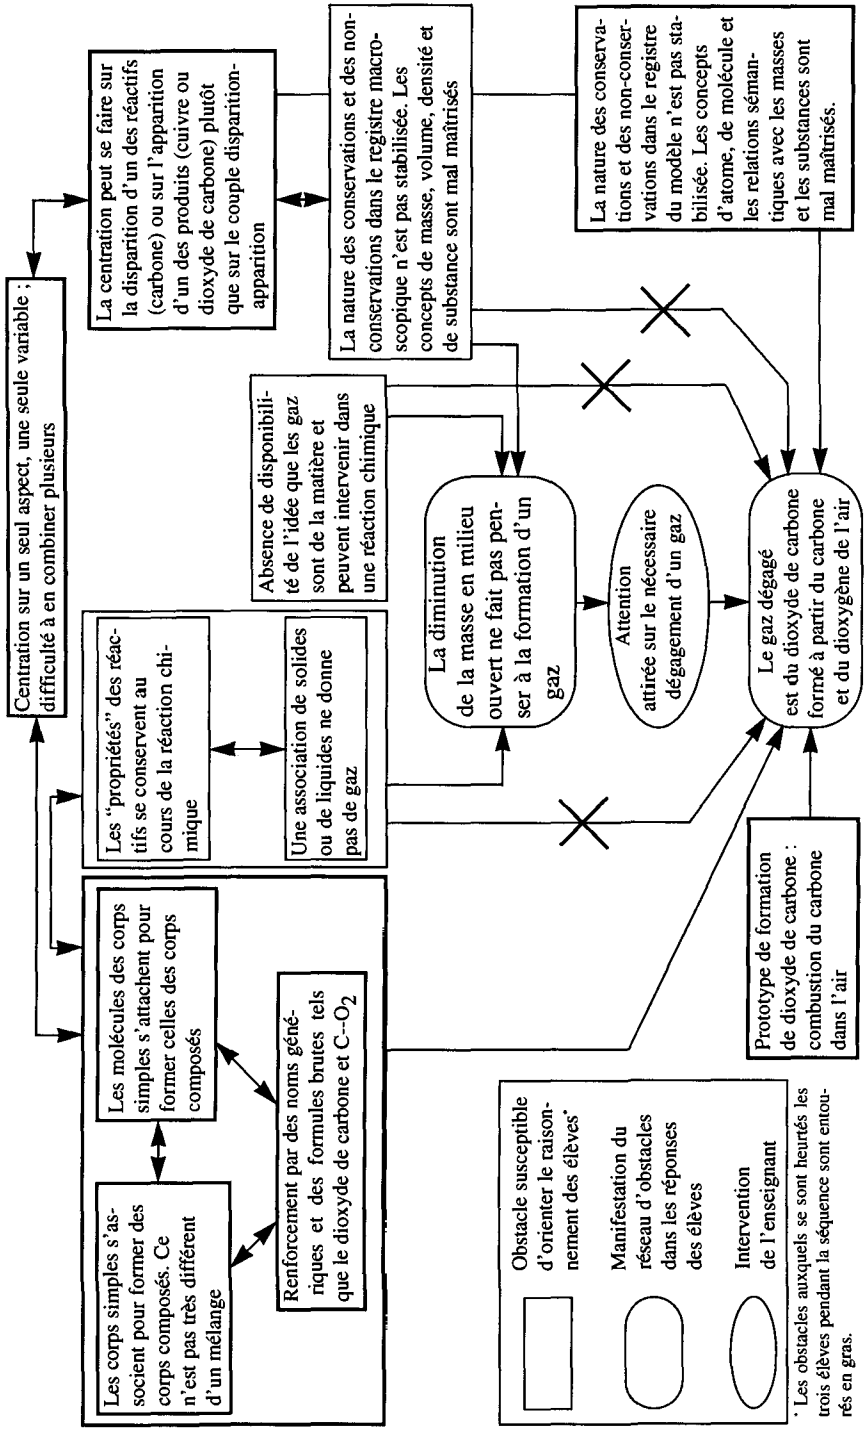 Centration sur un seul aspect, une seule variable ;
difficulté à en combiner plusieurs
Les corps simples s'as-
socient pour former des
corps composés. Ce
n'est pas très différent
d'un mélange
Les molécules des corps
simples s'attachent pour
former celles des corps
composés
Renforcement par des noms géné-
riques et des formules brutes tels
que le dioxyde de carbone et C--O2
Les "propriétés" des réac-
tifs se conservent au
cours de la réaction chi-
mique
Une association de solides
ou de liquides ne donne
pas de gaz
Absence de disponibili-
té de l'idée que les gaz
sont de la matière et
peuvent intervenir dans
une réaction chimique
La centration peut se faire sur
la disparition d'un des réactifs
(carbone) ou sur l'apparition
d'un des produits (cuivre ou
dioxyde de carbone) plutôt
que sur le couple disparition-
apparition
La nature des conservations et des non-
conservations dans le registre macro-
scopique n'est pas stabilisée. Les
concepts de masse, volume, densité et
de substance sont mal maîtrisés
La nature des conserva-
tions et des non-conser-
vations dans le registre
du modèle n'est pas sta-
bilisée. Les concepts
d'atome, de molécule et
les relations séman-
tiques avec les masses
et les substances sont
mal maîtrisés.
La diminution
de la masse en milieu
ouvert ne fait pas pen-
ser à la formation d'un
gaz
Attention
attirée sur le nécessaire
dégagement d'un gaz
Le gaz dégagé
est du dioxyde de carbone
formé à partir du carbone
et du dioxygène de l'air
Prototype de formation
de dioxyde de carbone :
combustion du carbone
dans l'air
Obstacle susceptible
d'orienter le raison-
nement des élèves*
Manifestation du
réseau d'obstacles
dans les réponses
des élèves
Intervention
de l'enseignant
* Les obstacles auxquels se sont heurtés les
trois élèves pendant la séquence sont entou-
rés en gras.